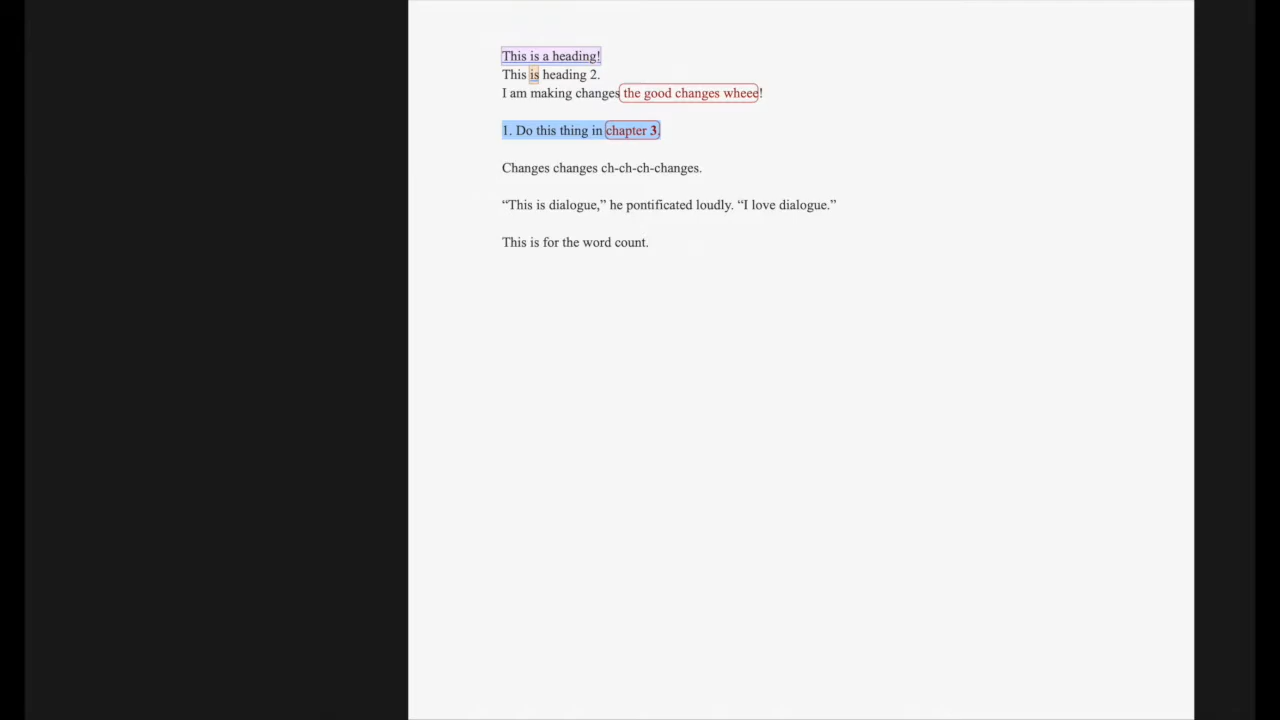 This is a heading!
This is heading 2.
I am making changes the good changes wheee!
1. Do this thing in chapter 3.
Changes changes ch-ch-ch-changes.
“This is dialogue,” he pontificated loudly. “I love dialogue.”
This is for the word count.